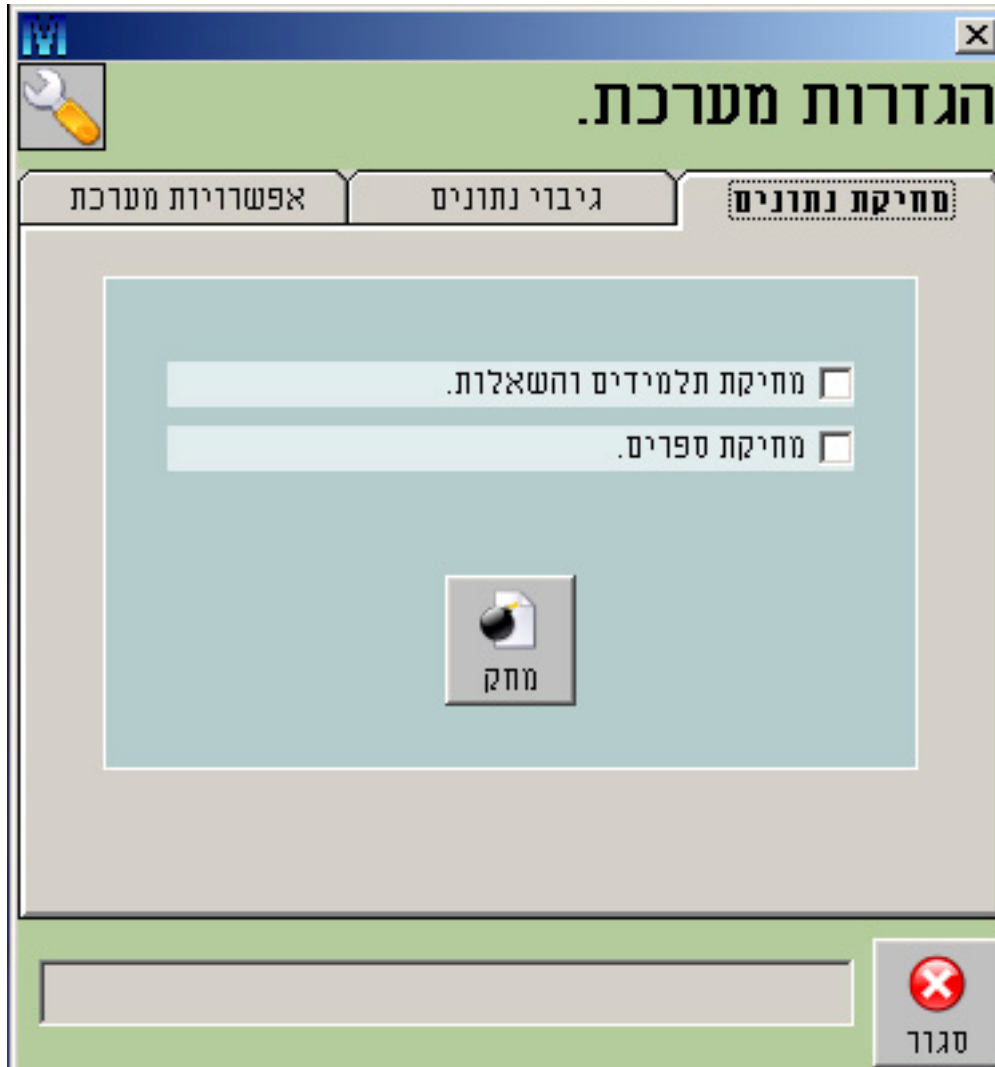 הגדרות מערכת.
מחיקת נתונים
גיבוי נתונים
אפשרויות מערכת
מחיקת תלמידים והשאלות.
מחיקת ספרים.
מחק
סגור